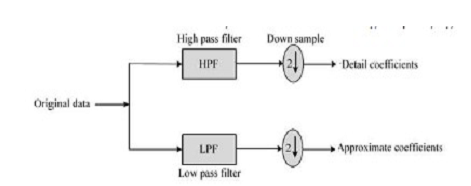 High pass filter
Down sample
HPF
2↓
Detail coefficients
Original data
LPF
2↓
Approximate coefficients
Low pass filter